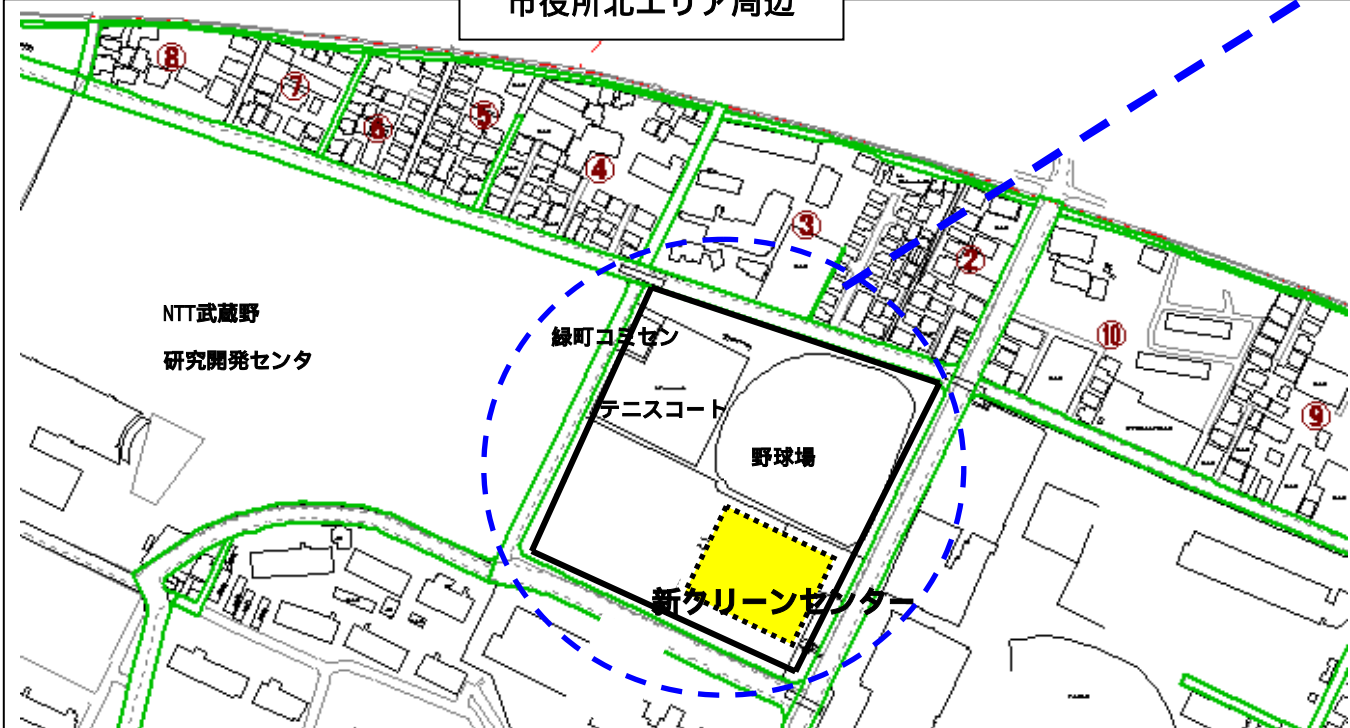 市役所北エリア周辺
⑧
⑦
⑥
⑤
④
③
②
⑩
⑨
NTT武蔵野
研究開発センタ
緑町コミセン
テニスコート
野球場
新クリーンセンター